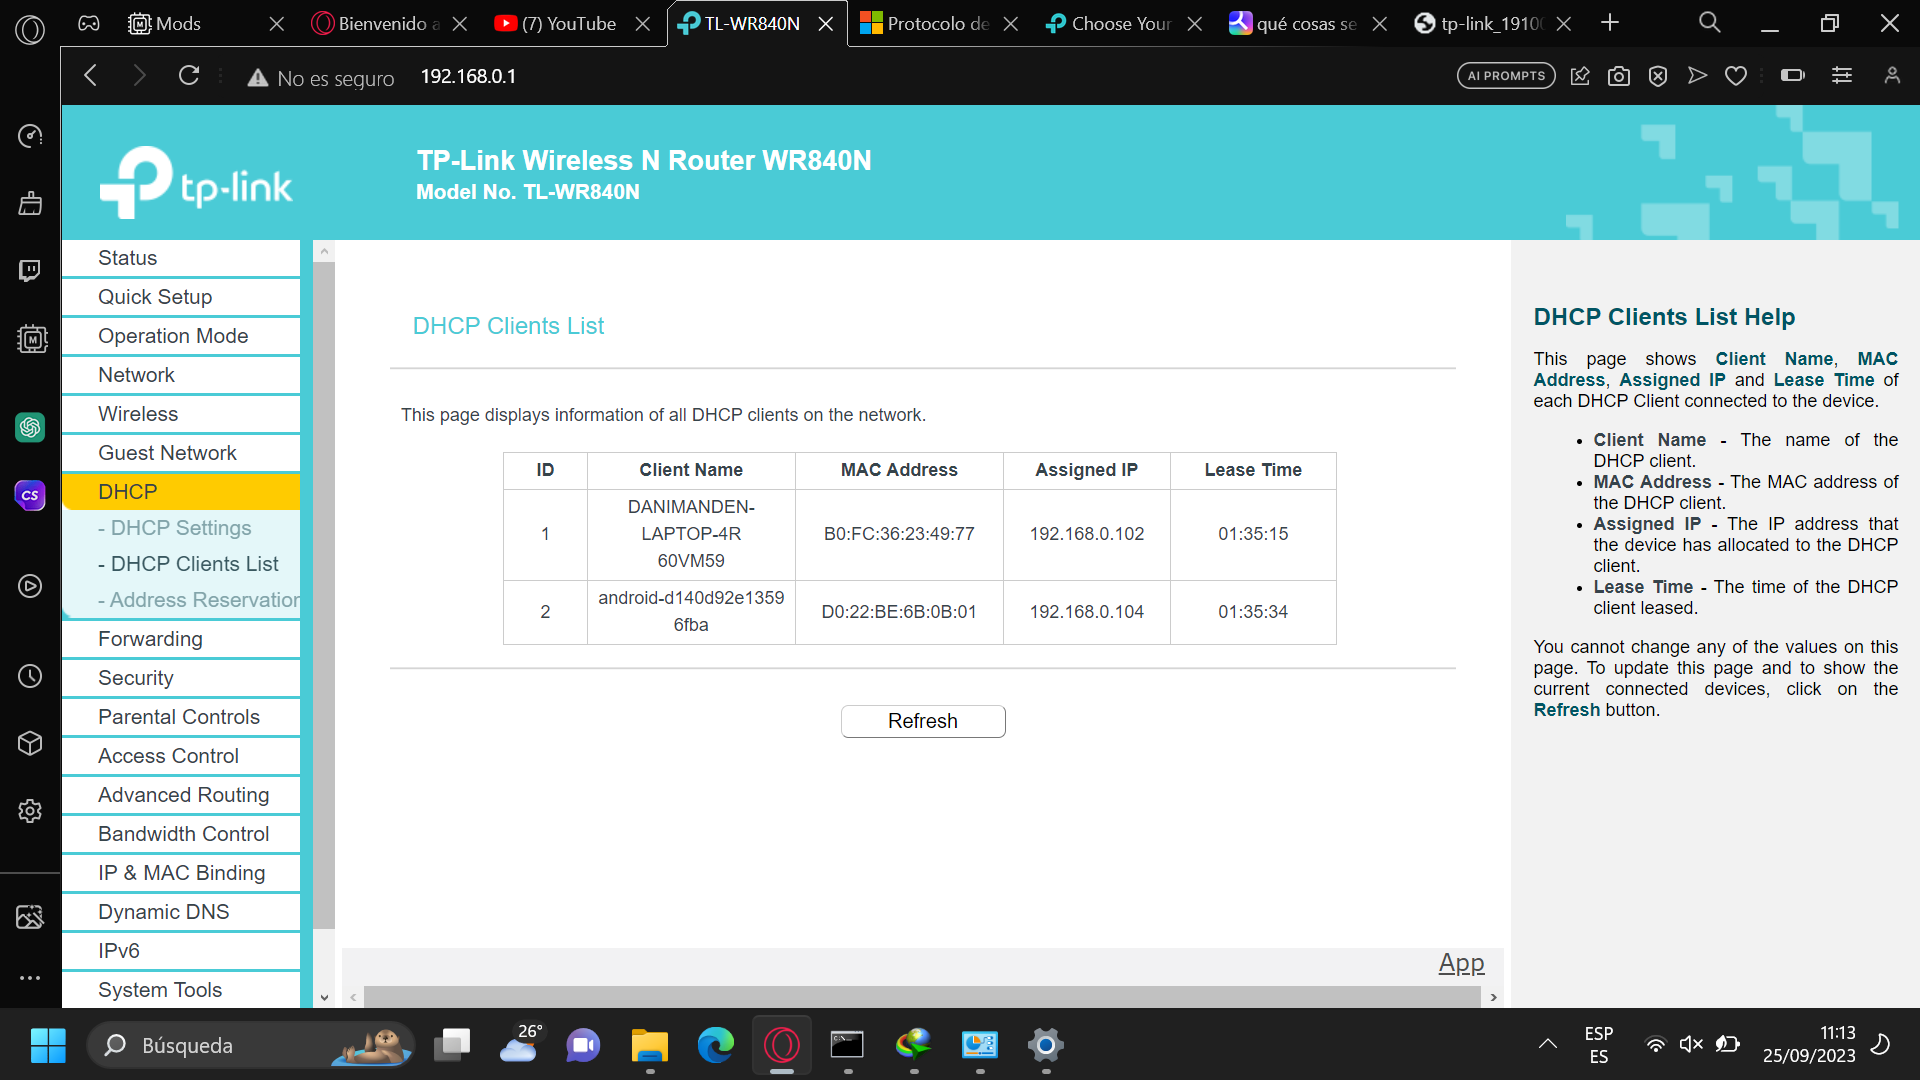 Mods
Bienvenido a
(7) YouTube
TL-WR840N
Protocolo de
Choose Your
qué cosas se
tp-link_1910
No es seguro
192.168.0.1
AI PROMPTS
tp-link
TP-Link Wireless N Router WR840N
Model No. TL-WR840N
Status
Quick Setup
Operation Mode
Network
Wireless
Guest Network
DHCP
- DHCP Settings
- DHCP Clients List
- Address Reservation
Forwarding
Security
Parental Controls
Access Control
Advanced Routing
Bandwidth Control
IP & MAC Binding
Dynamic DNS
IPv6
System Tools
M
CS
DHCP Clients List
This page displays information of all DHCP clients on the network.
ID Client Name MAC Address Assigned IP Lease Time
DANIMANDEN-
1 LAPTOP-4R B0:FC:36:23:49:77 192.168.0.102 01:35:15
60VM59
android-d140d92e1359
2 D0:22:BE:6B:0B:01 192.168.0.104 01:35:34
6fba
Refresh
App
DHCP Clients List Help
This page shows Client Name, MAC
Address, Assigned IP and Lease Time of
each DHCP Client connected to the device.
• Client Name - The name of the
DHCP client.
• MAC Address - The MAC address of
the DHCP client.
• Assigned IP - The IP address that
the device has allocated to the DHCP
client.
• Lease Time - The time of the DHCP
client leased.
You cannot change any of the values on this
page. To update this page and to show the
current connected devices, click on the
Refresh button.
Búsqueda
26°
ESP
ES
11:13
25/09/2023